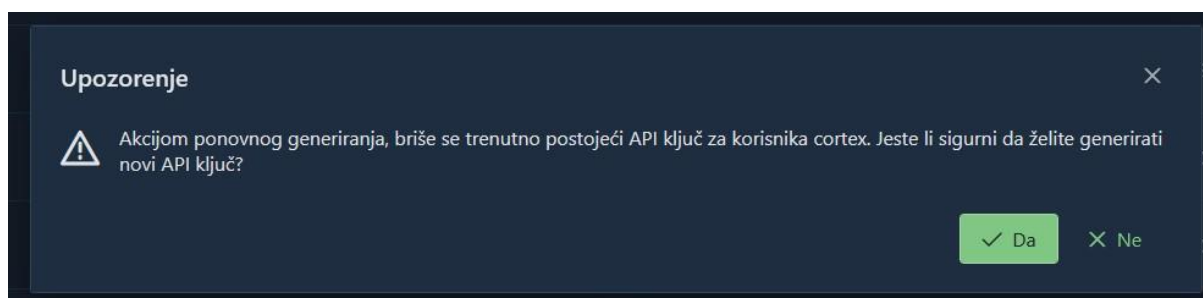 Upozorenje
Akcijom ponovnog generiranja, briše se trenutno postojeći API ključ za korisnika cortex. Jeste li sigurni da želite generirati
novi API ključ?
Da
Ne